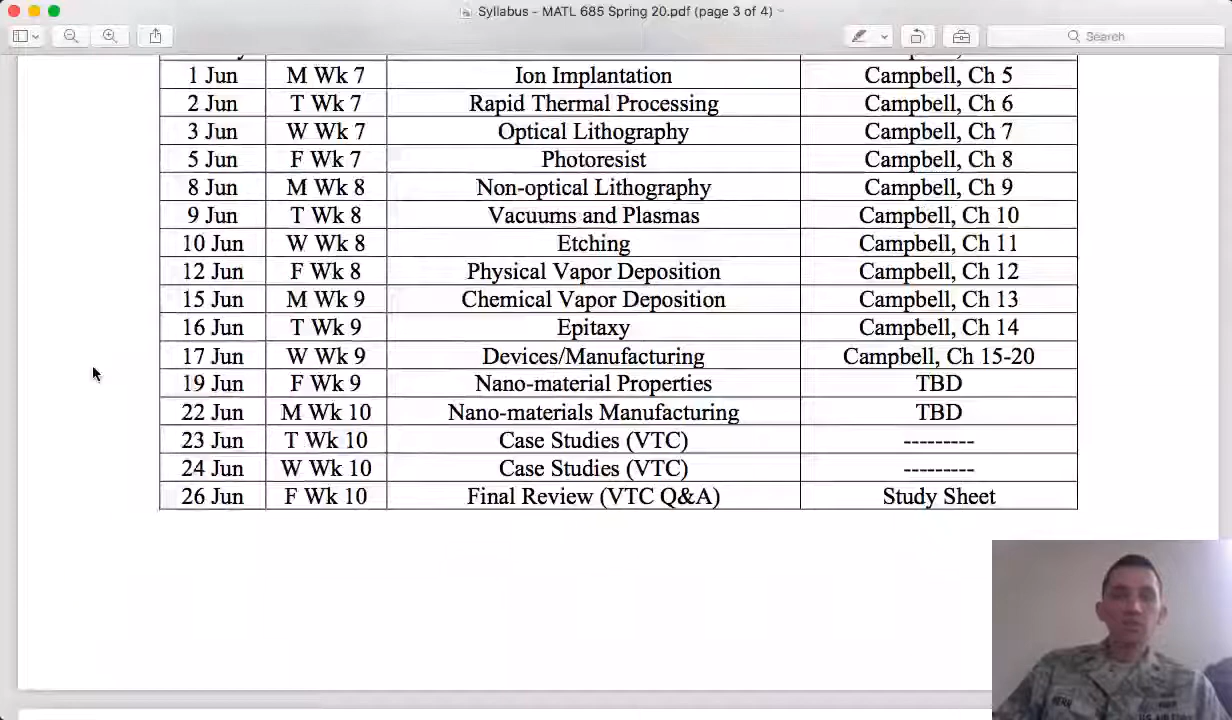 Syllabus - MATL 685 Spring 20.pdf (page 3 of 4)
Search
1 Jun M Wk 7 Ion Implantation Campbell, Ch 5
2 Jun T Wk 7 Rapid Thermal Processing Campbell, Ch 6
3 Jun W Wk 7 Optical Lithography Campbell, Ch 7
5 Jun F Wk 7 Photoresist Campbell, Ch 8
8 Jun M Wk 8 Non-optical Lithography Campbell, Ch 9
9 Jun T Wk 8 Vacuums and Plasmas Campbell, Ch 10
10 Jun W Wk 8 Etching Campbell, Ch 11
12 Jun F Wk 8 Physical Vapor Deposition Campbell, Ch 12
15 Jun M Wk 9 Chemical Vapor Deposition Campbell, Ch 13
16 Jun T Wk 9 Epitaxy Campbell, Ch 14
17 Jun W Wk 9 Devices/Manufacturing Campbell, Ch 15-20
19 Jun F Wk 9 Nano-material Properties TBD
22 Jun M Wk 10 Nano-materials Manufacturing TBD
23 Jun T Wk 10 Case Studies (VTC) ---------
24 Jun W Wk 10 Case Studies (VTC) ---------
26 Jun F Wk 10 Final Review (VTC Q&A) Study Sheet